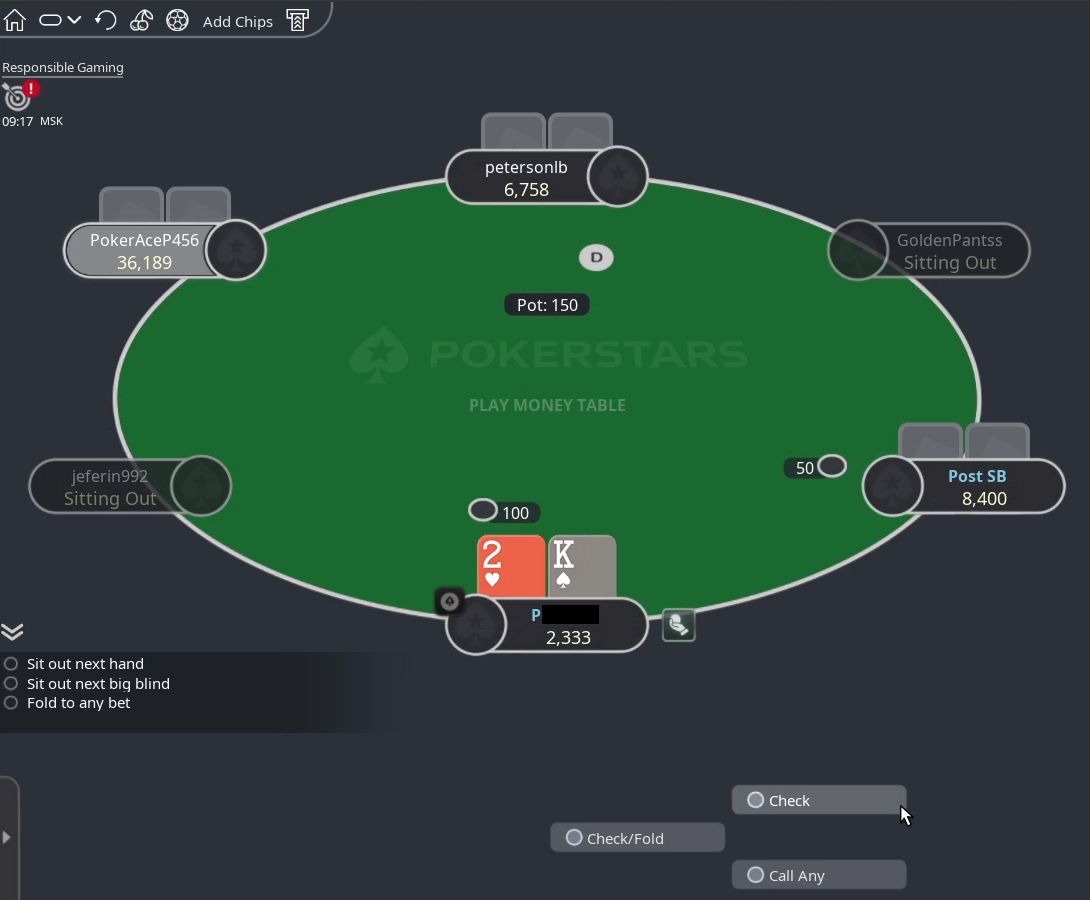 Add Chips
Responsible Gaming
!
09:17 MSK
petersonlb
6,758
PokerAceP456
36,189
GoldenPantss
Sitting Out
D
Pot: 150
POKERSTARS
PLAY MONEY TABLE
jeferin992
Sitting Out
50
Post SB
8,400
100
2
K
P
2,333
Sit out next hand
Sit out next big blind
Fold to any bet
Check
Check/Fold
Call Any